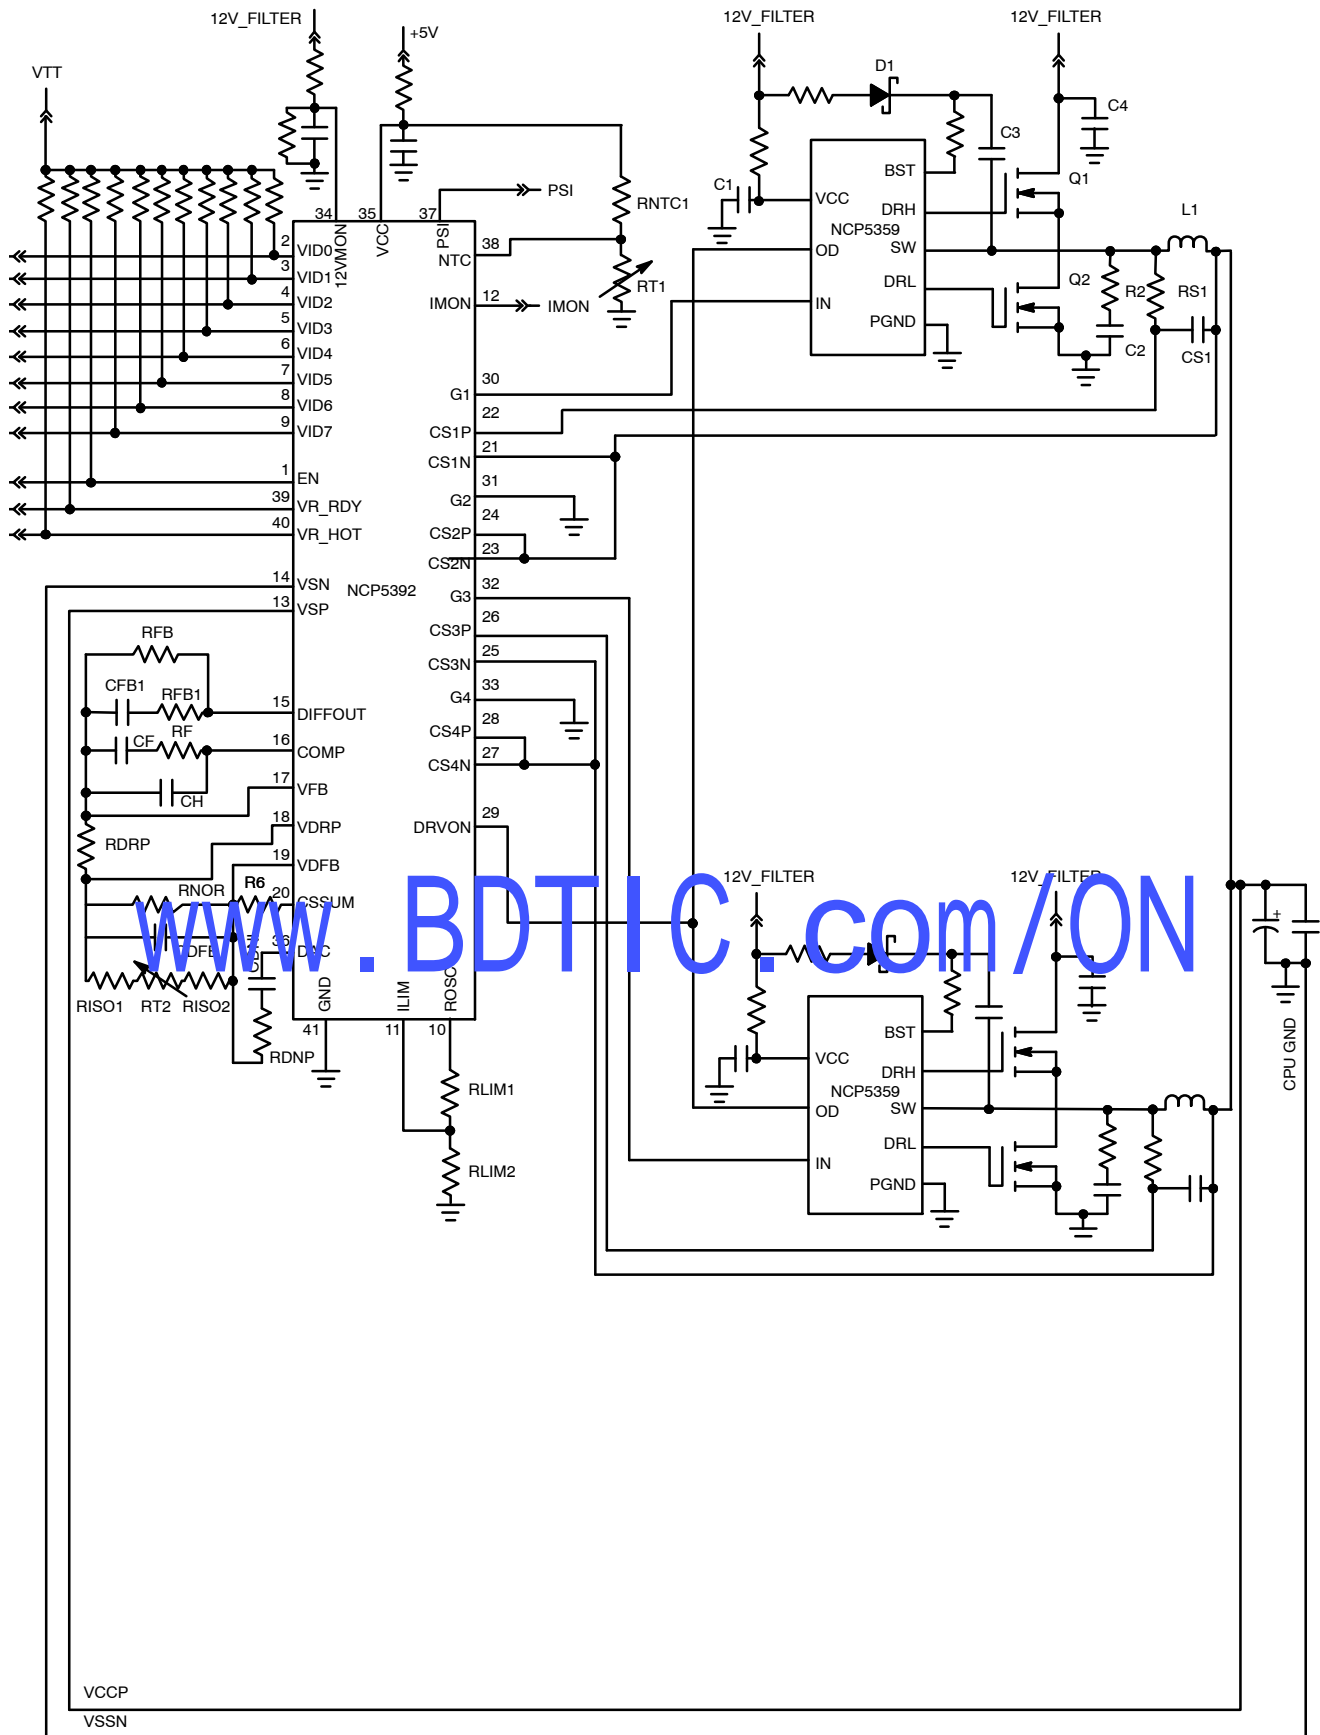 12V_FILTER
+5V
12V_FILTER
12V_FILTER
VTT
D1
C4
C3
PSI
RNTC1
C1
VCC
BST
Q1
34
35
37
12VMON
VCC
PSI
DRH
NCP5359
L1
2
VID0
38
NTC
OD
SW
3
VID1
RT1
DRL
Q2
R2
RS1
4
VID2
IMON
12
IMON
IN
5
VID3
PGND
C2
CS1
6
VID4
7
VID5
30
G1
8
VID6
22
9
VID7
CS1P
21
CS1N
1
EN
31
39
VR_RDY
G2
24
40
VR_HOT
CS2P
23
CS2N
14
VSN
NCP5392
32
G3
13
VSP
26
RFB
CS3P
25
CS3N
CFB1
RFB1
33
15
DIFFOUT
G4
28
CF
RF
16
COMP
CS4P
27
CS4N
17
VFB
CH
18
VDRP
29
DRVON
RDRP
19
VDFB
RNOR
R6
20
CSSUM
12V_FILTER
12V_FILTER
www.BDTIC.com/ON
+
36
DAC
RISO1
RT2
RISO2
GND
ILIM
ROSC
41
11
10
RDNP
BST
VCC
DRH
CPU GND
NCP5359
RLIM1
OD
SW
DRL
RLIM2
IN
PGND
VCCP
VSSN